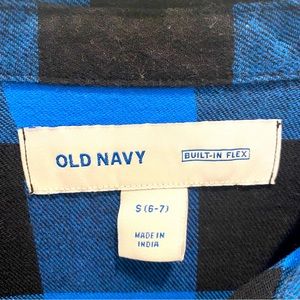 OLD NAVY
BUILT-IN FLEX
S (6-7)
MADE IN
INDIA